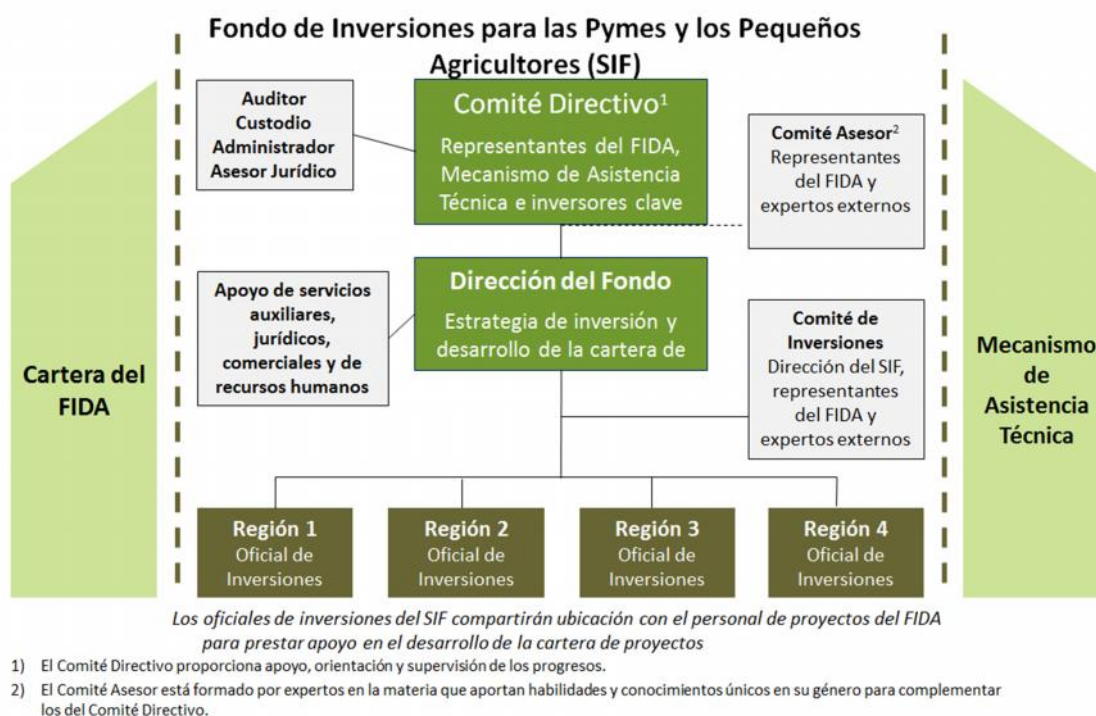 Fondo de Inversiones para las Pymes y los Pequeños
Agricultores (SIF)
Auditor
Custodio
Administrador
Asesor Jurídico
Comité Directivo1
Representantes del FIDA,
Mecanismo de Asistencia
Técnica e inversores clave
Comité Asesor2
Representantes
del FIDA y
expertos externos
Apoyo de servicios
auxiliares,
jurídicos,
comerciales y de
recursos humanos
Dirección del Fondo
Estrategia de inversión y
desarrollo de la cartera de
Comité de
Inversiones
Dirección del SIF,
representantes
del FIDA y
expertos externos
Cartera del
FIDA
Mecanismo
de
Asistencia
Técnica
Región 1
Oficial de
Inversiones
Región 2
Oficial de
Inversiones
Región 3
Oficial de
Inversiones
Región 4
Oficial de
Inversiones
Los oficiales de inversiones del SIF compartirán ubicación con el personal de proyectos del FIDA
para prestar apoyo en el desarrollo de la cartera de proyectos
1) El Comité Directivo proporciona apoyo, orientación y supervisión de los progresos.
2) El Comité Asesor está formado por expertos en la materia que aportan habilidades y conocimientos únicos en su género para complementar
los del Comité Directivo.